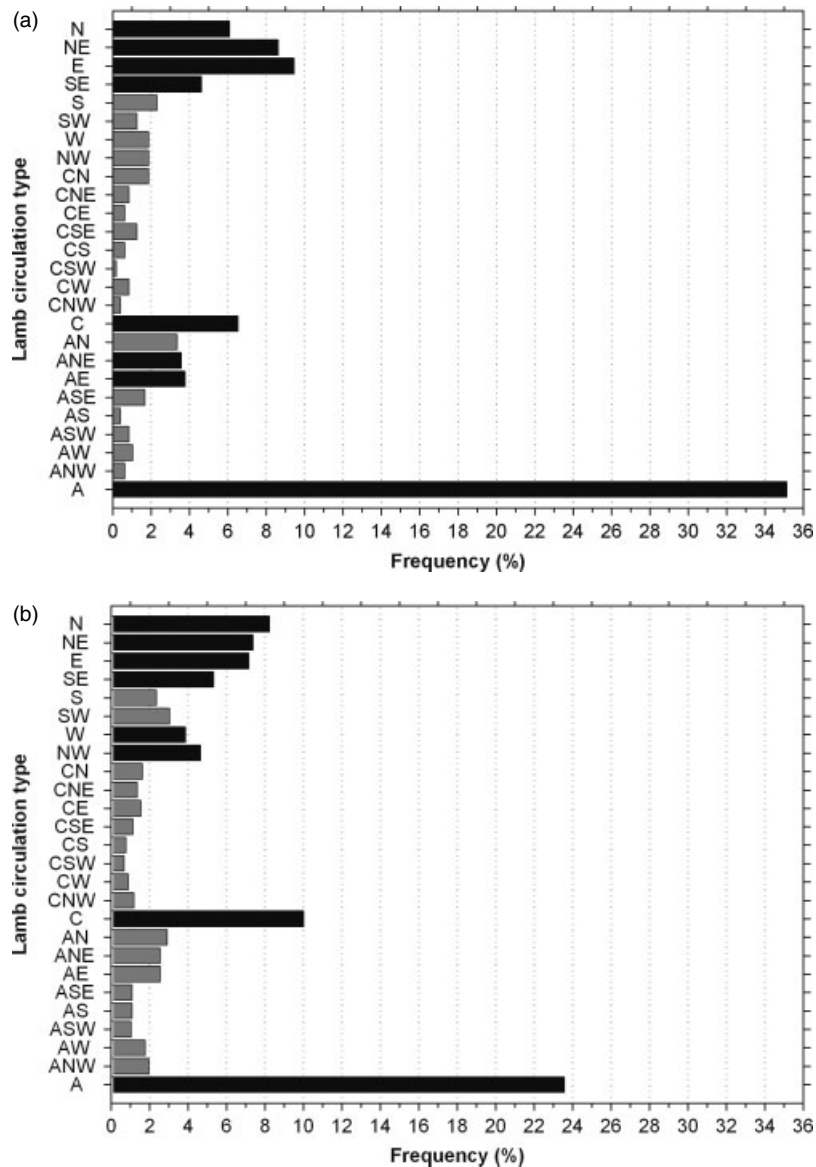 (a)
Lamb circulation type
N
NE
E
SE
S
SW
W
NW
CN
CNE
CE
CSE
CS
CSW
CW
CNW
C
AN
ANE
AE
ASE
AS
ASW
AW
ANW
A
0 2 4 6 8 10 12 14 16 18 20 22 24 26 28 30 32 34 36
Frequency (%)
(b)
Lamb circulation type
N
NE
E
SE
S
SW
W
NW
CN
CNE
CE
CSE
CS
CSW
CW
CNW
C
AN
ANE
AE
ASE
AS
ASW
AW
ANW
A
0 2 4 6 8 10 12 14 16 18 20 22 24 26 28 30 32 34 36
Frequency (%)